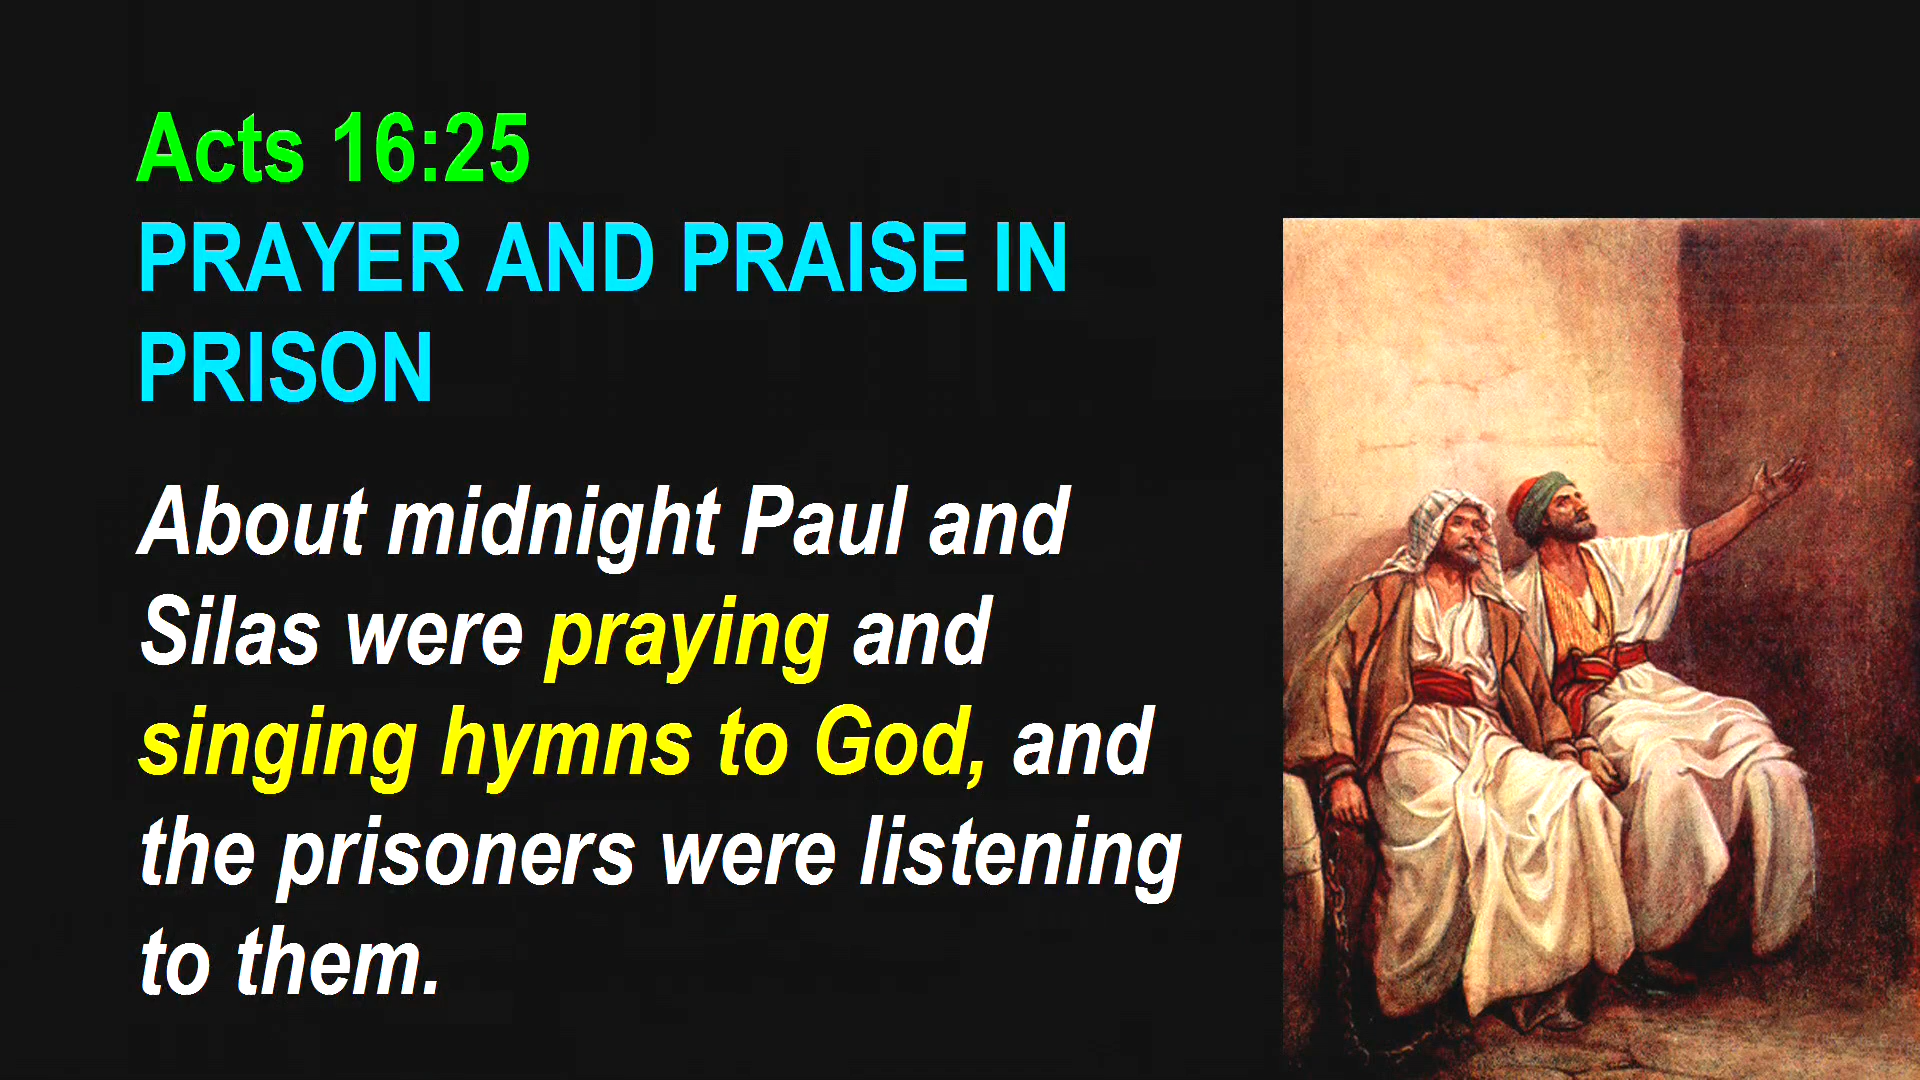 Acts 16:25
PRAYER AND PRAISE IN
PRISON
About midnight Paul and
Silas were praying and
singing hymns to God, and
the prisoners were listening
to them.